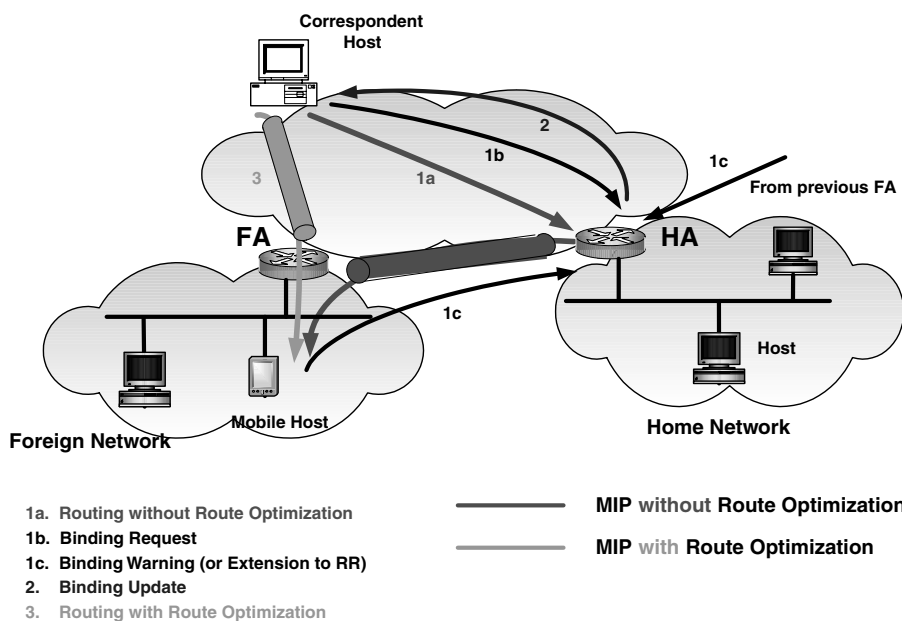 Correspondent
Host
2
1b
1c
1a
3
From previous FA
FA
HA
1c
Host
Mobile Host
Foreign Network
Home Network
1a. Routing without Route Optimization
1b. Binding Request
1c. Binding Warning (or Extension to RR)
2. Binding Update
3. Routing with Route Optimization
MIP without Route Optimization
MIP with Route Optimization